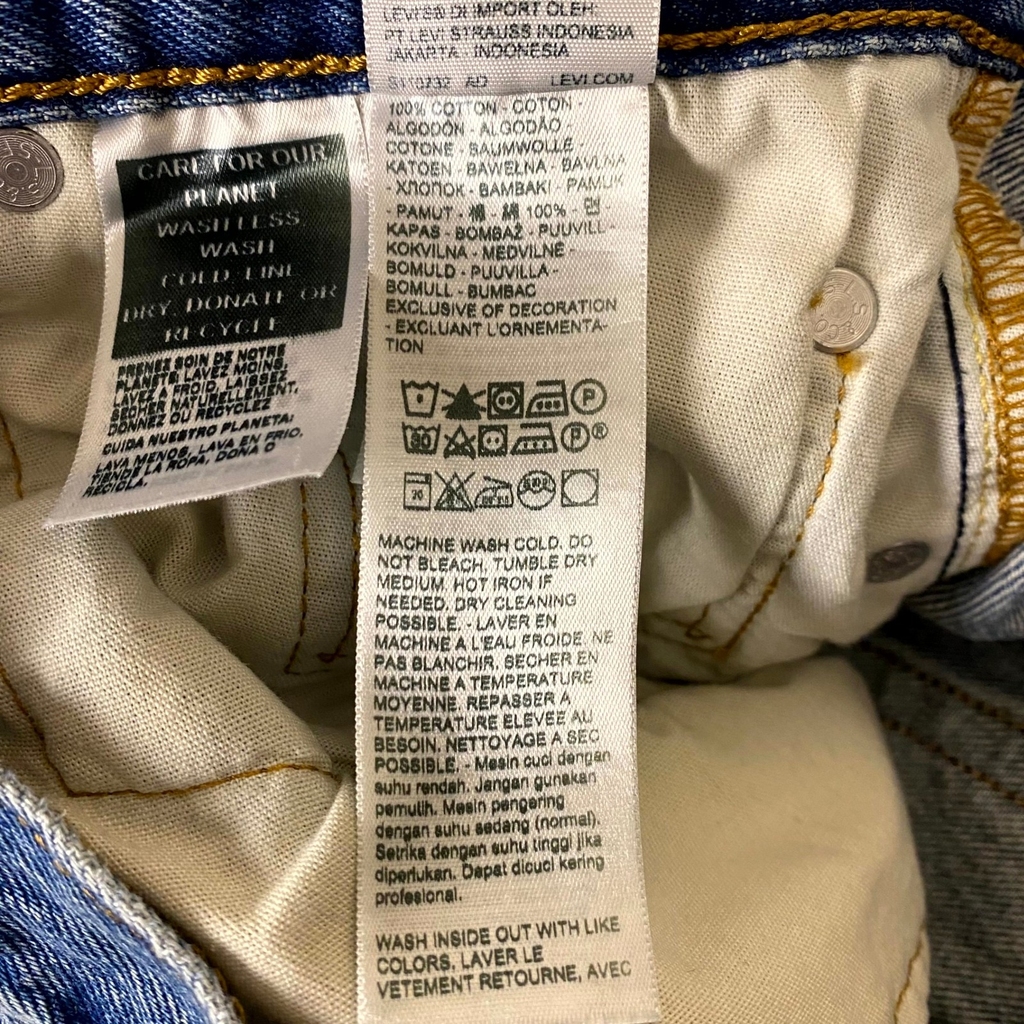 LEVI'S® DI IMPORT OLEH:
PT LEVI STRAUSS INDONESIA
JAKARTA INDONESIA
AD LEVI.COM
CARE FOR OUR
PLANET
WASH LESS
WASH
COLD, LINE
DRY, DONATE OR
RECYCLE
PRENEZ SOIN DE NOTRE
PLANÈTE: LAVEZ MOINS,
LAVEZ À FROID, LAISSEZ
SÉCHER NATURELLEMENT,
DONNEZ OU RECYCLEZ
CUIDA NUESTRO PLANETA:
LAVA MENOS, LAVA EN FRIO,
TIENDE LA ROPA, DONA O
RECICLA.
100% COTTON - COTON -
ALGODÓN - ALGODÃO
COTONE - BAUMWOLLE -
KATOEN - BAWEŁNA - BAVLNA
- ХЛОПОК - BAMBAKI - PAMUK
- PAMUT - 棉 - 綿 100% - 면 -
KAPAS - BOMBAŽ - PUUVILL -
KOKVILNA - MEDVILNĖ -
BOMULD - PUUVILLA -
BOMULL - BUMBAC
EXCLUSIVE OF DECORATION
- EXCLUANT L'ORNEMENTA-
TION
P
30 P®
MACHINE WASH COLD. DO
NOT BLEACH. TUMBLE DRY
MEDIUM. HOT IRON IF
NEEDED. DRY CLEANING
POSSIBLE. - LAVER EN
MACHINE A L'EAU FROIDE. NE
PAS BLANCHIR. SECHER EN
MACHINE A TEMPERATURE
MOYENNE. REPASSER A
TEMPERATURE ELEVEE AU
BESOIN. NETTOYAGE A SEC
POSSIBLE. - Mesin cuci dengan
suhu rendah. Jangan gunakan
pemutih. Mesin pengering
dengan suhu sedang (normal).
Setrika dengan suhu tinggi jika
diperlukan. Dapat dicuci kering
profesional.
WASH INSIDE OUT WITH LIKE
COLORS. LAVER LE
VETEMENT RETOURNE, AVEC